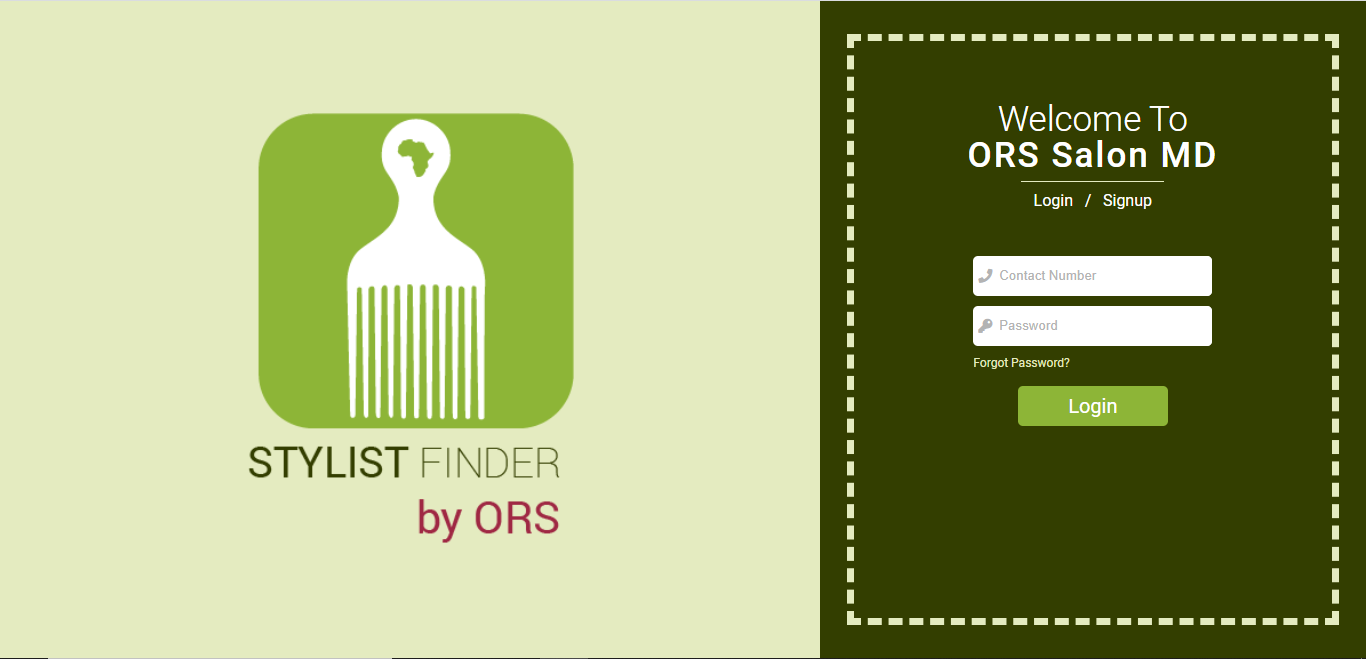 STYLIST FINDER
by ORS
Welcome To
ORS Salon MD
Login / Signup
Contact Number
Password
Forgot Password?
Login